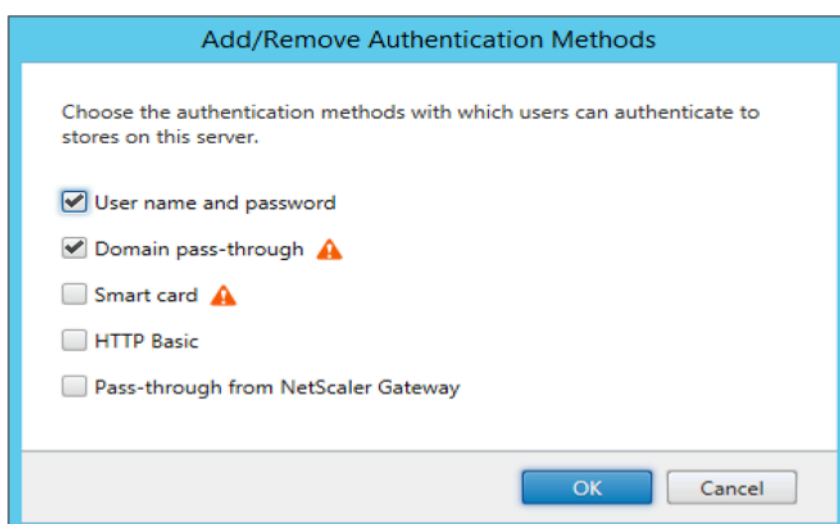 Add/Remove Authentication Methods
Choose the authentication methods with which users can authenticate to
stores on this server.
User name and password
Domain pass-through
Smart card
HTTP Basic
Pass-through from NetScaler Gateway
OK
Cancel